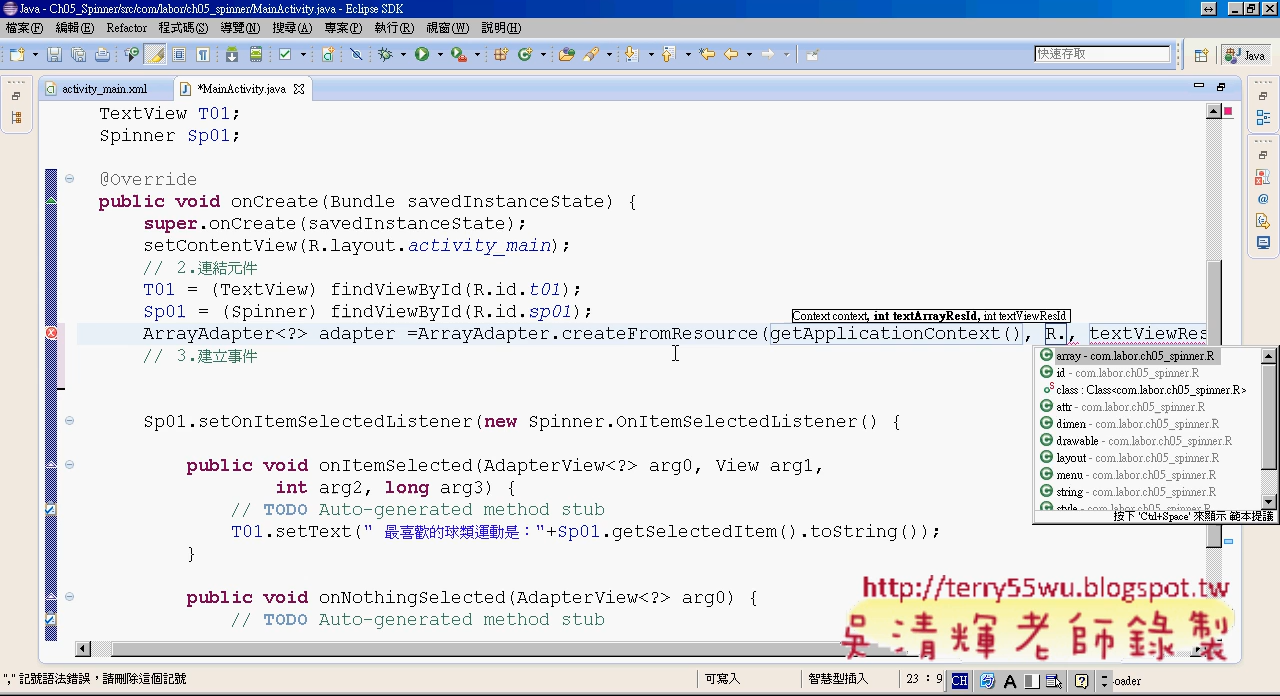 Java - Ch05_Spinner/src/com/labor/ch05_spinner/MainActivity.java - Eclipse SDK
檔案(F) 編輯(E) Refactor 程式碼(S) 導覽(N) 搜尋(A) 專案(P) 執行(R) 視窗(W) 說明(H)
快速存取
Java
activity_main.xml
*MainActivity.java
TextView T01;
Spinner Sp01;
@Override
public void onCreate(Bundle savedInstanceState) {
super.onCreate(savedInstanceState);
setContentView(R.layout.activity_main);
// 2.連結元件
T01 = (TextView) findViewById(R.id.t01);
Sp01 = (Spinner) findViewById(R.id.sp01);
Context context, int textArrayResId, int textViewResId
ArrayAdapter<?> adapter =ArrayAdapter.createFromResource(getApplicationContext(), R., textViewRes
// 3.建立事件
array - com.labor.ch05_spinner.R
id - com.labor.ch05_spinner.R
class : Class<com.labor.ch05_spinner.R>
attr - com.labor.ch05_spinner.R
dimen - com.labor.ch05_spinner.R
drawable - com.labor.ch05_spinner.R
layout - com.labor.ch05_spinner.R
menu - com.labor.ch05_spinner.R
string - com.labor.ch05_spinner.R
style - com.labor.ch05_spinner.R
按下 'Ctrl+Space' 來顯示 範本提議
Sp01.setOnItemSelectedListener(new Spinner.OnItemSelectedListener() {
public void onItemSelected(AdapterView<?> arg0, View arg1,
int arg2, long arg3) {
// TODO Auto-generated method stub
T01.setText(" 最喜歡的球類運動是："+Sp01.getSelectedItem().toString());
}
public void onNothingSelected(AdapterView<?> arg0) {
// TODO Auto-generated method stub
http://terry55wu.blogspot.tw
吳清輝老師錄製
"," 記號語法錯誤，請刪除這個記號
可寫入
智慧型插入
23 : 9
CH
oader